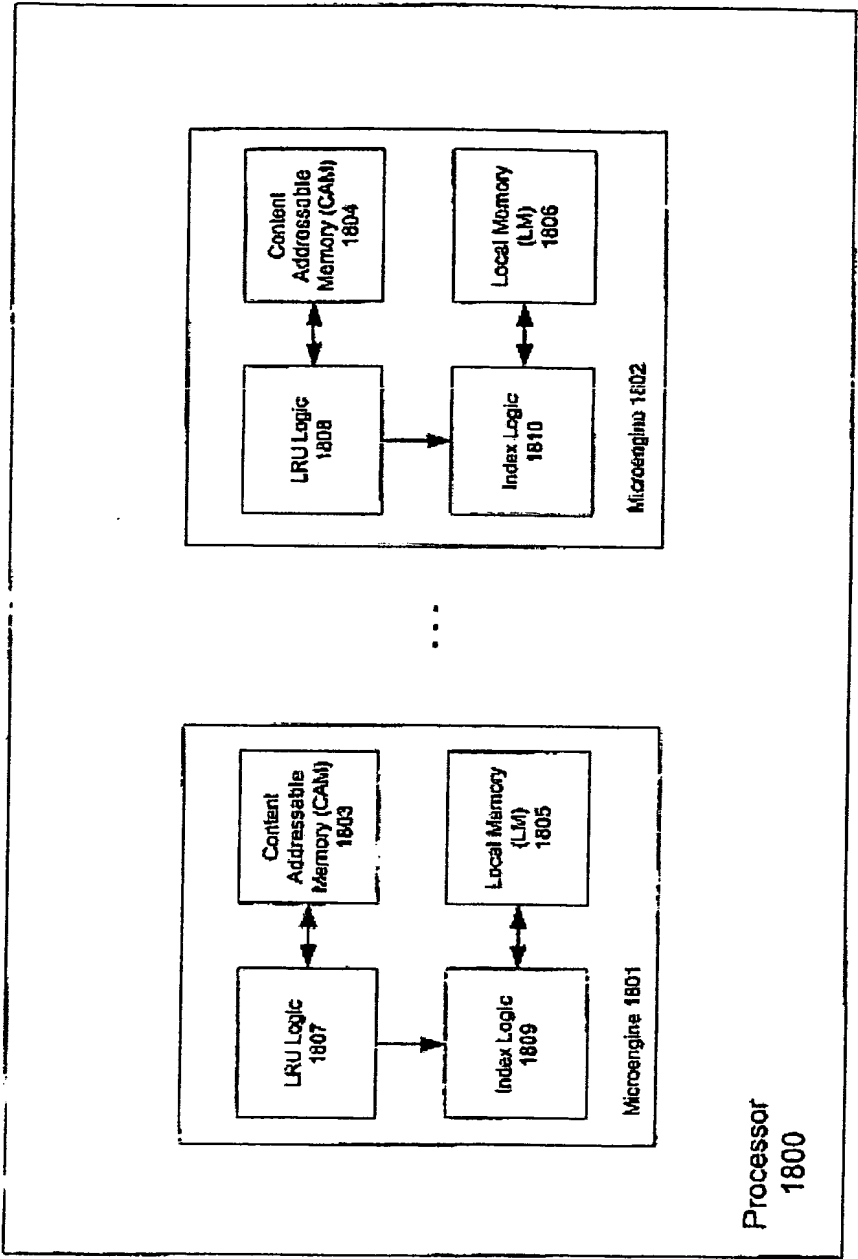 LRU Logic
1807
Content
Addressable
Memory (CAM)
1803
Index Logic
1809
Local Memory
(LM)
1805
Microengine 1801
...
LRU Logic
1808
Content
Addressable
Memory (CAM)
1804
Index Logic
1810
Local Memory
(LM)
1806
Microengine 1802
Processor
1800